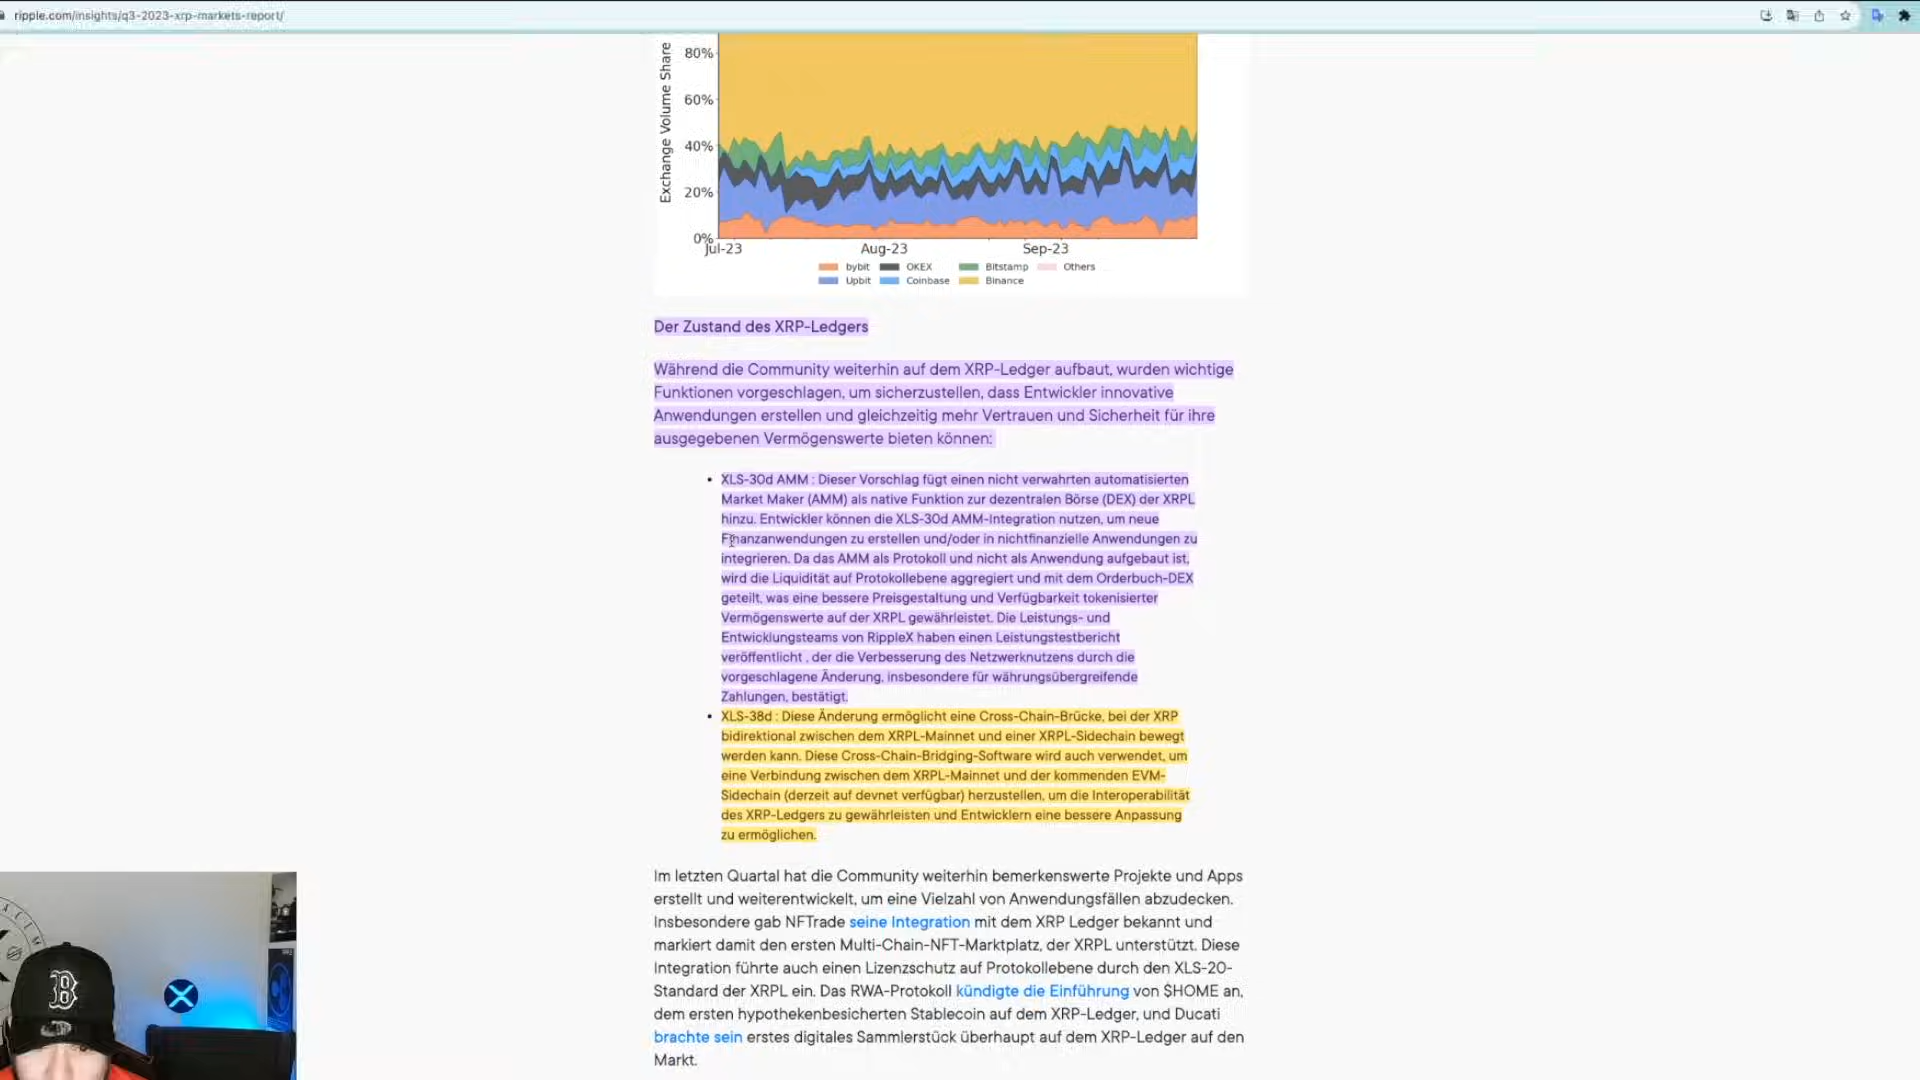 ripple.com/insights/q3-2023-xrp-markets-report/
Exchange Volume Share
80%
60%
40%
20%
0%
Jul-23 Aug-23 Sep-23
bybit OKEX Bitstamp Others
Upbit Coinbase Binance
Der Zustand des XRP-Ledgers
Während die Community weiterhin auf dem XRP-Ledger aufbaut, wurden wichtige
Funktionen vorgeschlagen, um sicherzustellen, dass Entwickler innovative
Anwendungen erstellen und gleichzeitig mehr Vertrauen und Sicherheit für ihre
ausgegebenen Vermögenswerte bieten können:
• XLS-30d AMM : Dieser Vorschlag fügt einen nicht verwahrten automatisierten
Market Maker (AMM) als native Funktion zur dezentralen Börse (DEX) der XRPL
hinzu. Entwickler können die XLS-30d AMM-Integration nutzen, um neue
Finanzanwendungen zu erstellen und/oder in nichtfinanzielle Anwendungen zu
integrieren. Da das AMM als Protokoll und nicht als Anwendung aufgebaut ist,
wird die Liquidität auf Protokollebene aggregiert und mit dem Orderbuch-DEX
geteilt, was eine bessere Preisgestaltung und Verfügbarkeit tokenisierter
Vermögenswerte auf der XRPL gewährleistet. Die Leistungs- und
Entwicklungsteams von RippleX haben einen Leistungstestbericht
veröffentlicht , der die Verbesserung des Netzwerknutzens durch die
vorgeschlagene Änderung, insbesondere für währungsübergreifende
Zahlungen, bestätigt.
• XLS-38d : Diese Änderung ermöglicht eine Cross-Chain-Brücke, bei der XRP
bidirektional zwischen dem XRPL-Mainnet und einer XRPL-Sidechain bewegt
werden kann. Diese Cross-Chain-Bridging-Software wird auch verwendet, um
eine Verbindung zwischen dem XRPL-Mainnet und der kommenden EVM-
Sidechain (derzeit auf devnet verfügbar) herzustellen, um die Interoperabilität
des XRP-Ledgers zu gewährleisten und Entwicklern eine bessere Anpassung
zu ermöglichen.
Im letzten Quartal hat die Community weiterhin bemerkenswerte Projekte und Apps
erstellt und weiterentwickelt, um eine Vielzahl von Anwendungsfällen abzudecken.
Insbesondere gab NFTrade seine Integration mit dem XRP Ledger bekannt und
markiert damit den ersten Multi-Chain-NFT-Marktplatz, der XRPL unterstützt. Diese
Integration führte auch einen Lizenzschutz auf Protokollebene durch den XLS-20-
Standard der XRPL ein. Das RWA-Protokoll kündigte die Einführung von $HOME an,
dem ersten hypothekenbesicherten Stablecoin auf dem XRP-Ledger, und Ducati
brachte sein erstes digitales Sammlerstück überhaupt auf dem XRP-Ledger auf den
Markt.
B